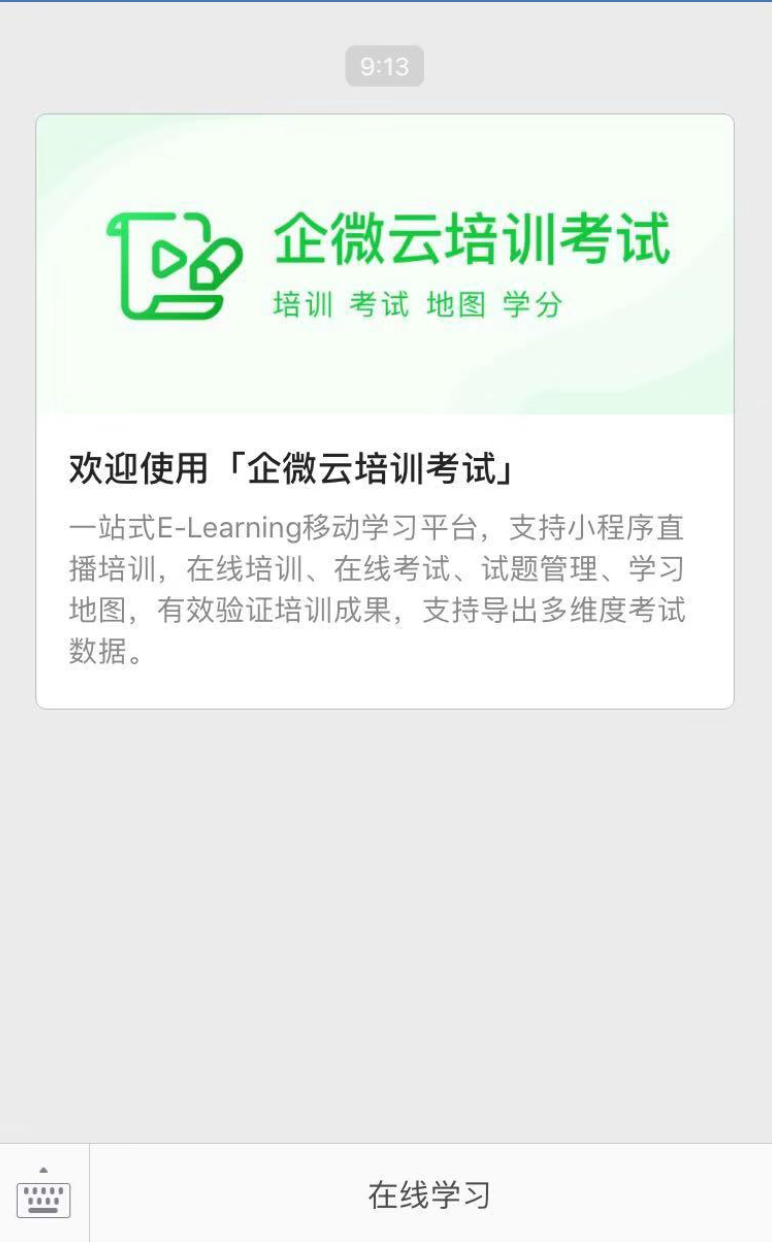 9:13
企微云培训考试
培训 考试 地图 学分
欢迎使用「企微云培训考试」
一站式E-Learning移动学习平台，支持小程序直
播培训，在线培训、在线考试、试题管理、学习
地图，有效验证培训成果，支持导出多维度考试
数据。
在线学习